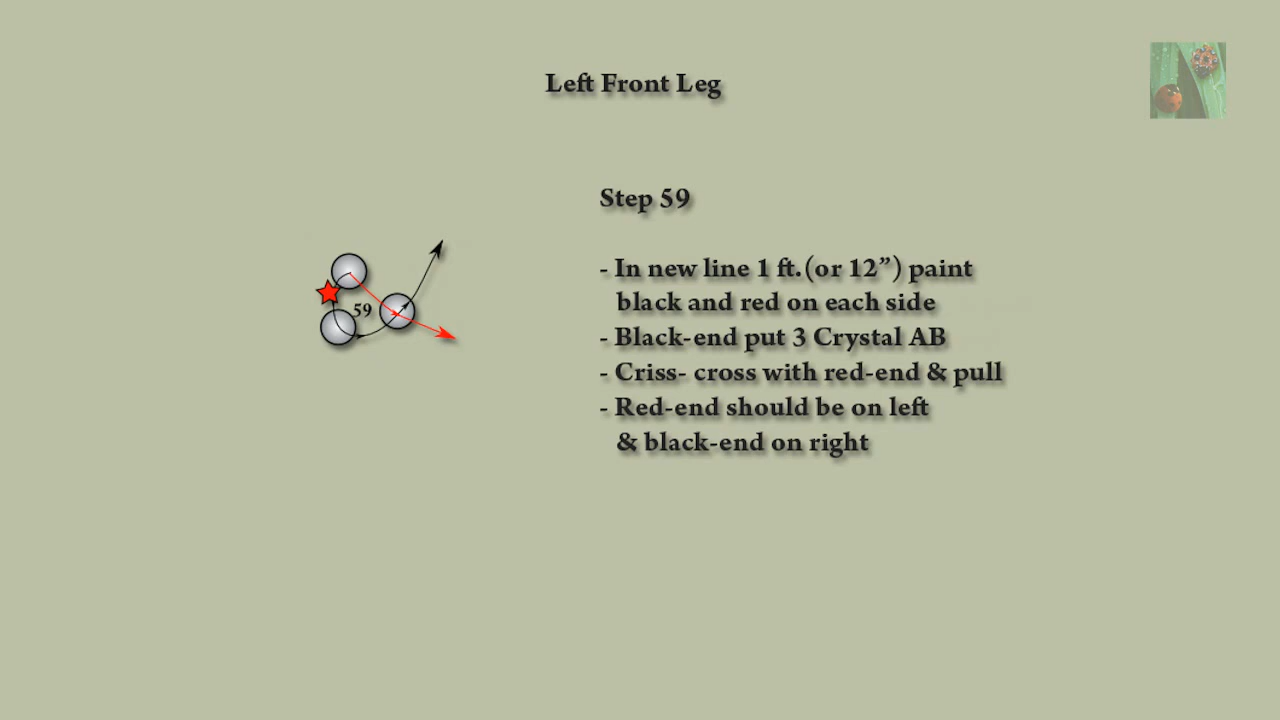 Left Front Leg
Step 59
- In new line 1 ft.(or 12”) paint
black and red on each side
- Black-end put 3 Crystal AB
- Criss- cross with red-end & pull
- Red-end should be on left
& black-end on right
59